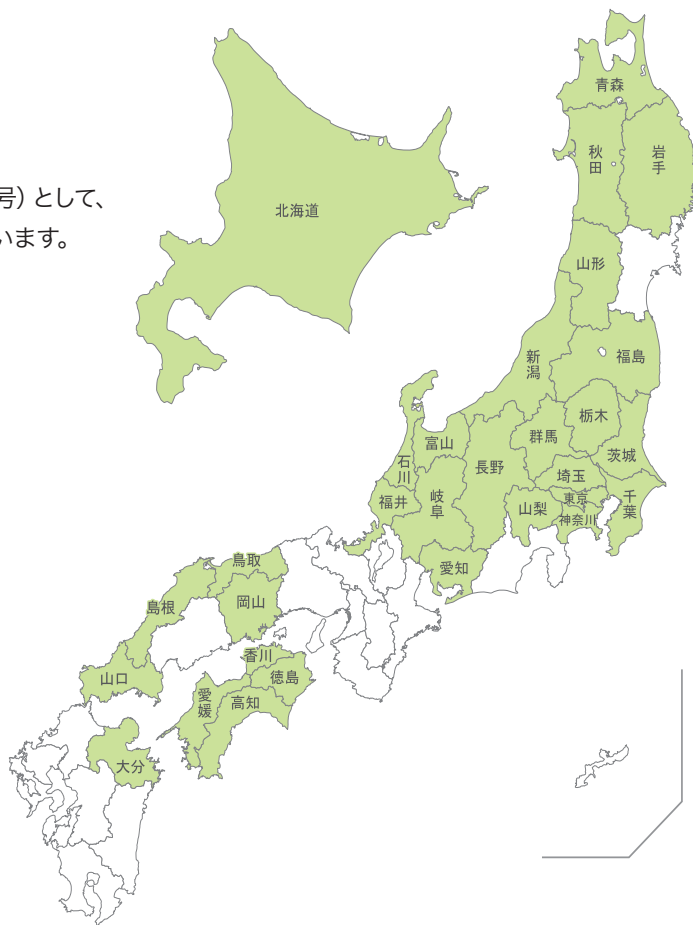 号）として、
います。
北海道
青森
秋田
岩手
山形
新潟
福島
栃木
群馬
茨城
富山
石川
長野
埼玉
福井
岐阜
東京
千葉
山梨
神奈川
愛知
鳥取
岡山
島根
香川
山口
徳島
愛媛
高知
大分